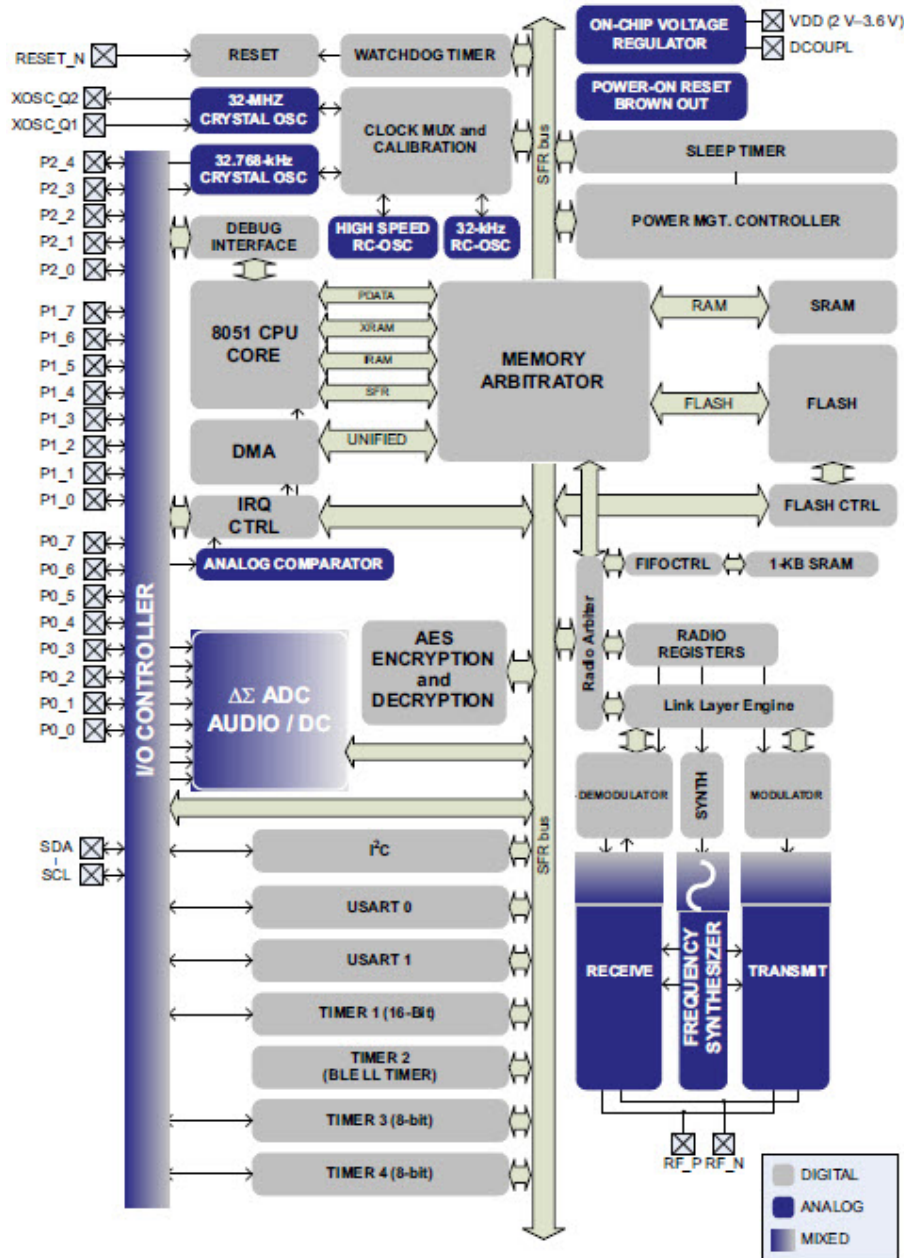 ON-CHIP VOLTAGE
REGULATOR
VDD (2 V–3.6 V)
DCOUPL
RESET_N
RESET
WATCHDOG TIMER
POWER-ON RESET
BROWN OUT
XOSC_Q2
XOSC_Q1
32-MHZ
CRYSTAL OSC
CLOCK MUX and
CALIBRATION
SFR bus
SLEEP TIMER
P2_4
P2_3
P2_2
P2_1
P2_0
32.768-kHz
CRYSTAL OSC
POWER MGT. CONTROLLER
DEBUG
INTERFACE
HIGH SPEED
RC-OSC
32-kHz
RC-OSC
P1_7
P1_6
P1_5
P1_4
P1_3
P1_2
P1_1
P1_0
8051 CPU
CORE
PDATA
XRAM
IRAM
SFR
MEMORY
ARBITRATOR
RAM
SRAM
FLASH
FLASH
DMA
UNIFIED
IRQ
CTRL
FLASH CTRL
P0_7
P0_6
P0_5
P0_4
P0_3
P0_2
P0_1
P0_0
ANALOG COMPARATOR
I/O CONTROLLER
Radio Arbiter
FIFOCTRL
1-KB SRAM
ΔΣ ADC
AUDIO / DC
AES
ENCRYPTION
and
DECRYPTION
RADIO
REGISTERS
Link Layer Engine
DEMODULATOR
SYNTH
MODULATOR
SDA
SCL
I²C
SFR bus
USART 0
USART 1
TIMER 1 (16-Bit)
TIMER 2
(BLE LL TIMER)
TIMER 3 (8-bit)
TIMER 4 (8-bit)
RECEIVE
FREQUENCY
SYNTHESIZER
TRANSMIT
RF_P
RF_N
DIGITAL
ANALOG
MIXED